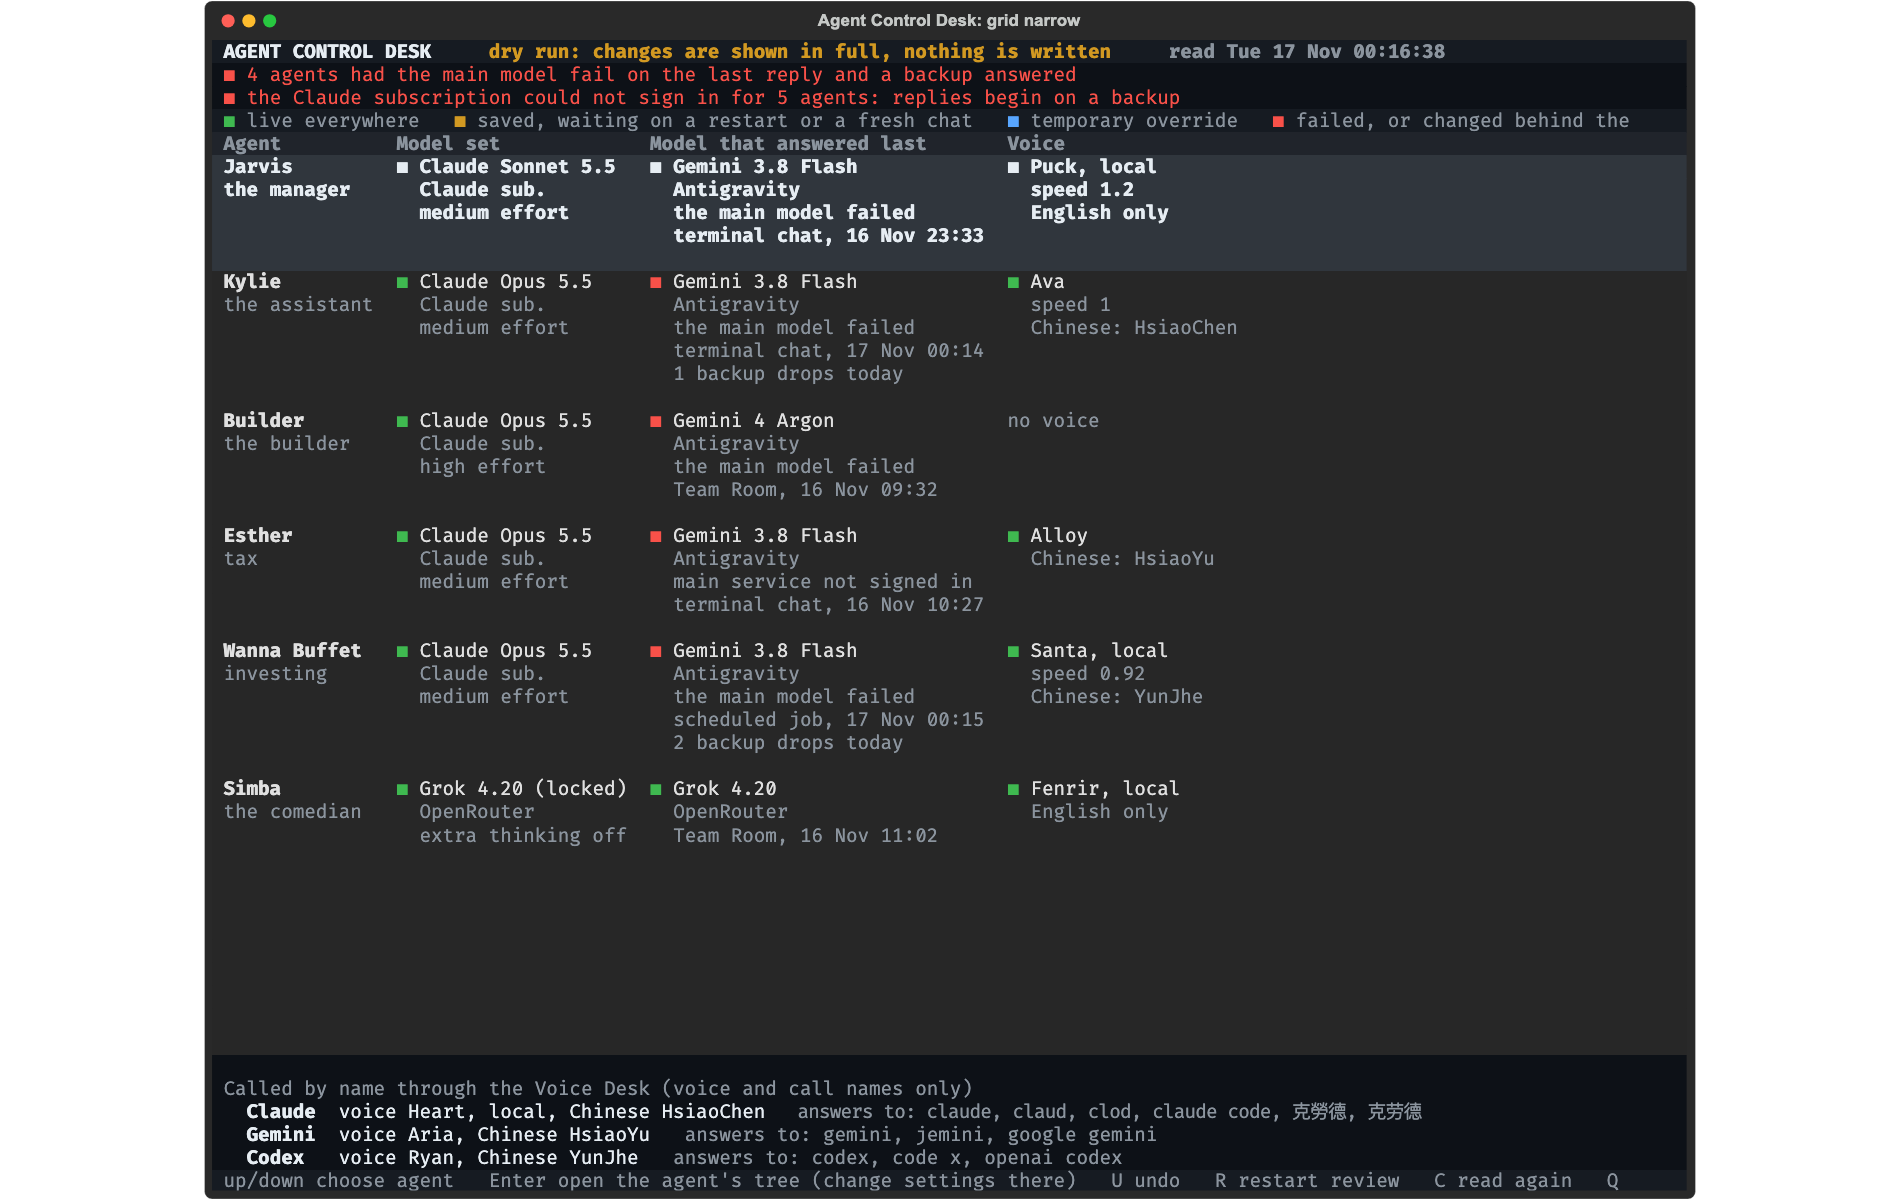 Agent Control Desk: grid narrow
AGENT CONTROL DESK dry run: changes are shown in full, nothing is written read Tue 17 Nov 00:16:38
■ 4 agents had the main model fail on the last reply and a backup answered
■ the Claude subscription could not sign in for 5 agents: replies begin on a backup
■ live everywhere ■ saved, waiting on a restart or a fresh chat ■ temporary override ■ failed, or changed behind the
Agent Model set Model that answered last Voice
Jarvis ■ Claude Sonnet 5.5 ■ Gemini 3.8 Flash ■ Puck, local
the manager Claude sub. Antigravity speed 1.2
medium effort the main model failed English only
terminal chat, 16 Nov 23:33
Kylie ■ Claude Opus 5.5 ■ Gemini 3.8 Flash ■ Ava
the assistant Claude sub. Antigravity speed 1
medium effort the main model failed Chinese: HsiaoChen
terminal chat, 17 Nov 00:14
1 backup drops today
Builder ■ Claude Opus 5.5 ■ Gemini 4 Argon no voice
the builder Claude sub. Antigravity
high effort the main model failed
Team Room, 16 Nov 09:32
Esther ■ Claude Opus 5.5 ■ Gemini 3.8 Flash ■ Alloy
tax Claude sub. Antigravity Chinese: HsiaoYu
medium effort main service not signed in
terminal chat, 16 Nov 10:27
Wanna Buffet ■ Claude Opus 5.5 ■ Gemini 3.8 Flash ■ Santa, local
investing Claude sub. Antigravity speed 0.92
medium effort the main model failed Chinese: YunJhe
scheduled job, 17 Nov 00:15
2 backup drops today
Simba ■ Grok 4.20 (locked) ■ Grok 4.20 ■ Fenrir, local
the comedian OpenRouter OpenRouter English only
extra thinking off Team Room, 16 Nov 11:02
Called by name through the Voice Desk (voice and call names only)
Claude voice Heart, local, Chinese HsiaoChen answers to: claude, claud, clod, claude code, 克勞德, 克劳德
Gemini voice Aria, Chinese HsiaoYu answers to: gemini, jemini, google gemini
Codex voice Ryan, Chinese YunJhe answers to: codex, code x, openai codex
up/down choose agent Enter open the agent's tree (change settings there) U undo R restart review C read again Q